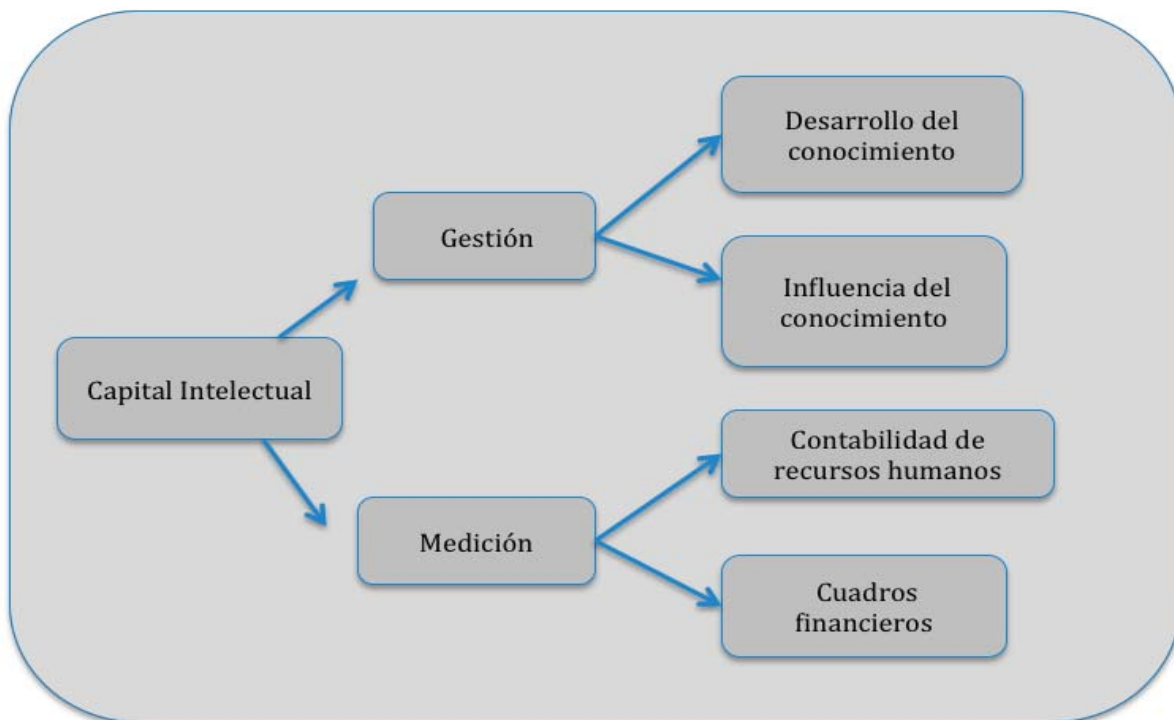 Desarrollo del
conocimiento
Gestión
Influencia del
conocimiento
Capital Intelectual
Contabilidad de
recursos humanos
Medición
Cuadros
financieros